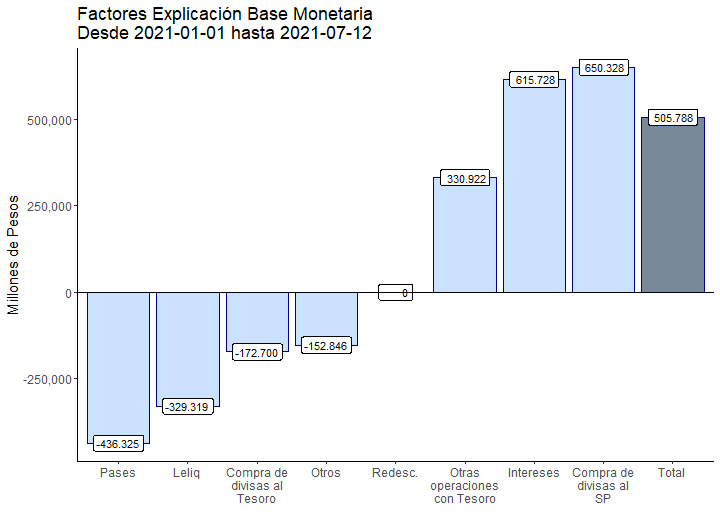 Factores Explicación Base Monetaria
Desde 2021-01-01 hasta 2021-07-12
Millones de Pesos
500,000
250,000
0
-250,000
-436.325
-329.319
-172.700
-152.846
0
330.922
615.728
650.328
505.788
Pases
Leliq
Compra de
divisas al
Tesoro
Otros
Redesc.
Otras
operaciones
con Tesoro
Intereses
Compra de
divisas al
SP
Total